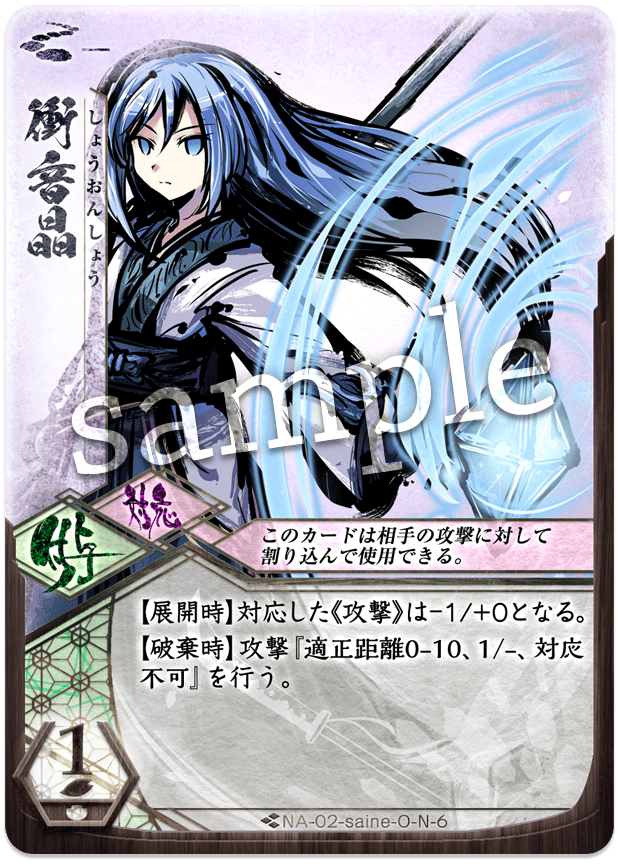 衝音晶
しょうおんしょう
sample
付与
対応
このカードは相手の攻撃に対して
割り込んで使用できる。
【展開時】対応した《攻撃》は-1/+0となる。
【破棄時】攻撃『適正距離0-10、1/-、対応
不可』を行う。
1
NA-02-saine-O-N-6